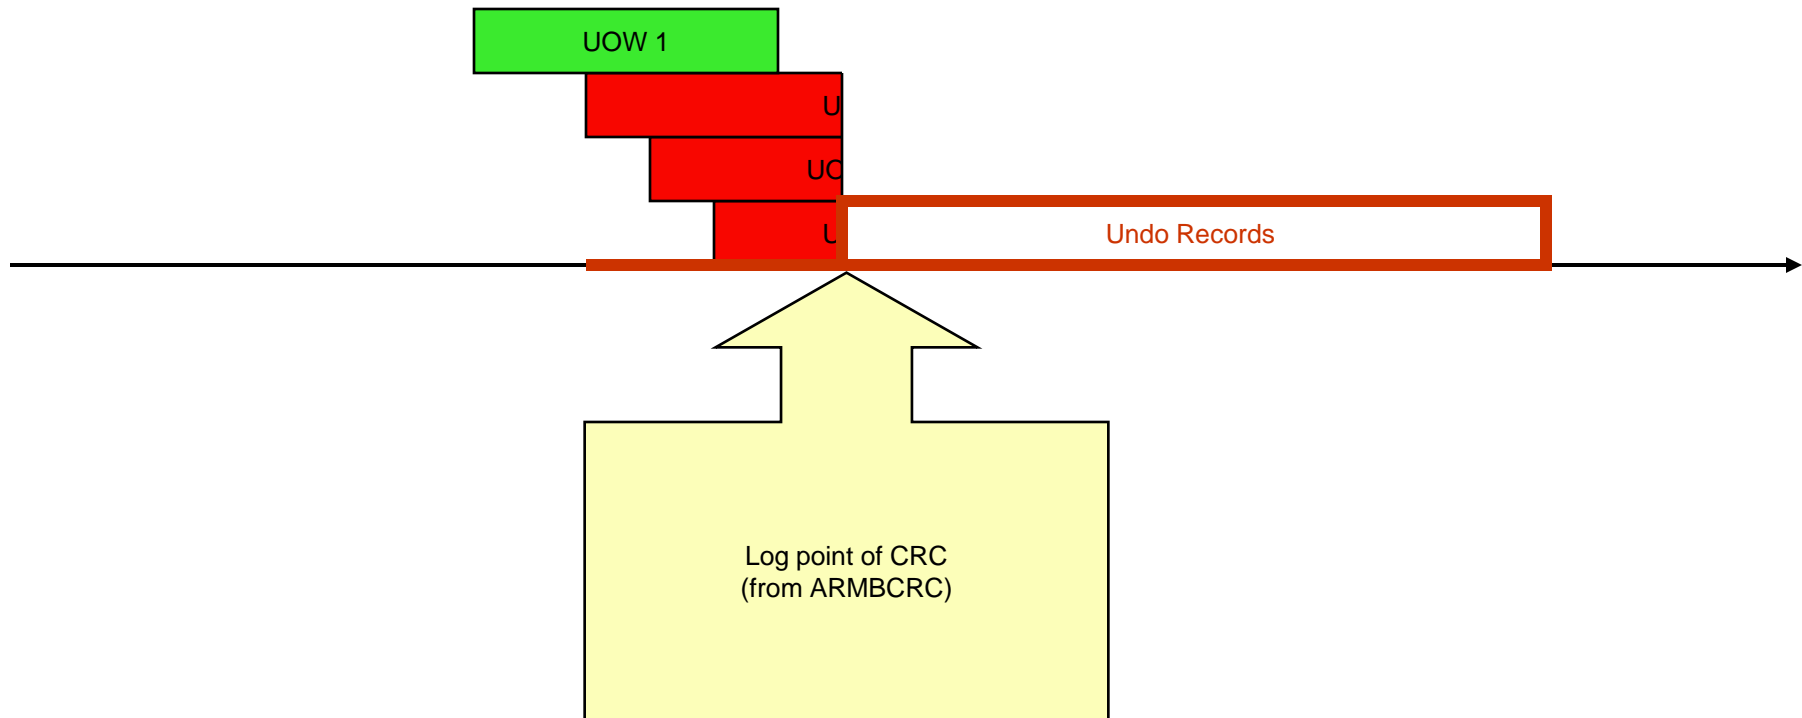 UOW 1
U
UO
U
Undo Records
Log point of CRC
(from ARMBCRC)